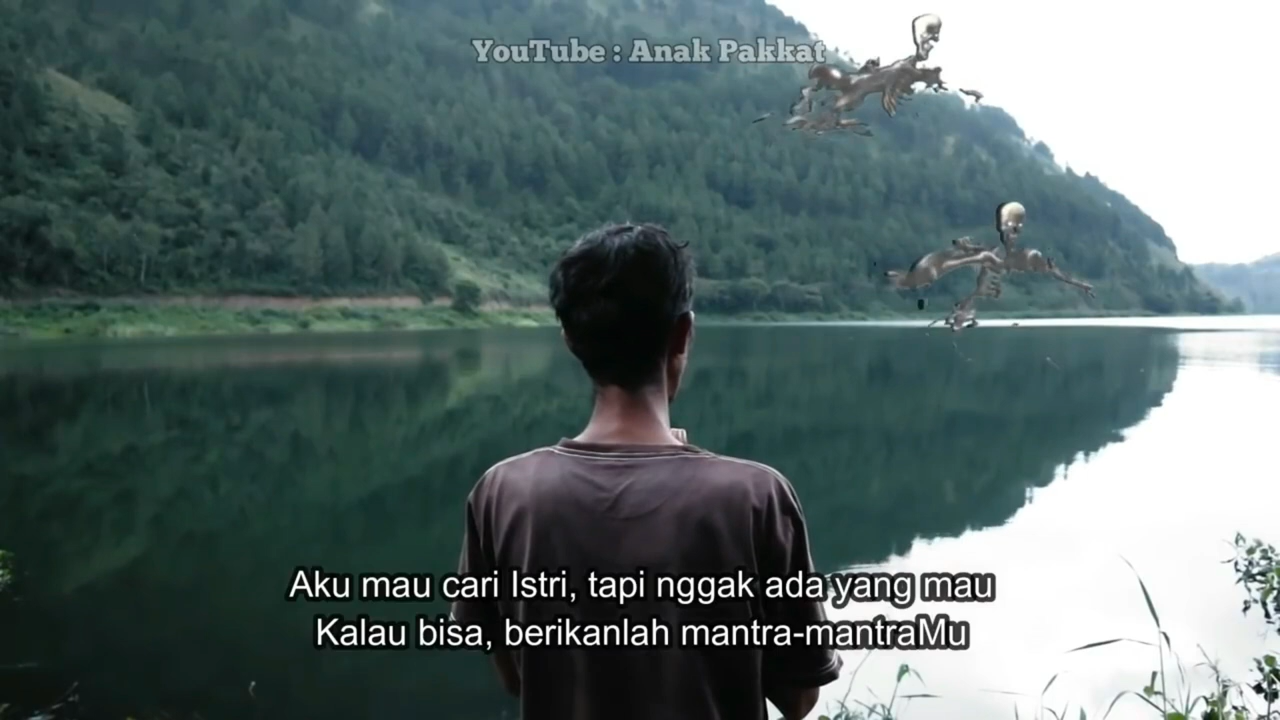 YouTube : Anak Pakkat
Aku mau cari Istri, tapi nggak ada yang mau
Kalau bisa, berikanlah mantra-mantraMu